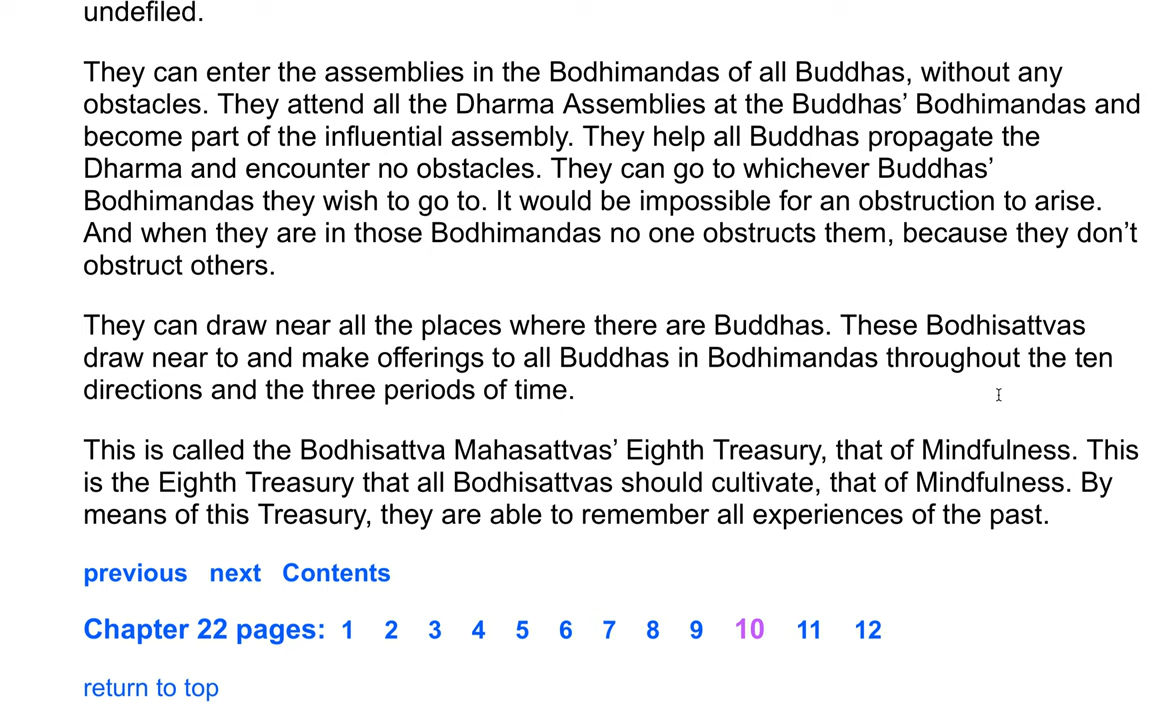 undefiled.
They can enter the assemblies in the Bodhimandas of all Buddhas, without any
obstacles. They attend all the Dharma Assemblies at the Buddhas’ Bodhimandas and
become part of the influential assembly. They help all Buddhas propagate the
Dharma and encounter no obstacles. They can go to whichever Buddhas’
Bodhimandas they wish to go to. It would be impossible for an obstruction to arise.
And when they are in those Bodhimandas no one obstructs them, because they don’t
obstruct others.
They can draw near all the places where there are Buddhas. These Bodhisattvas
draw near to and make offerings to all Buddhas in Bodhimandas throughout the ten
directions and the three periods of time.
This is called the Bodhisattva Mahasattvas’ Eighth Treasury, that of Mindfulness. This
is the Eighth Treasury that all Bodhisattvas should cultivate, that of Mindfulness. By
means of this Treasury, they are able to remember all experiences of the past.
previous next Contents
Chapter 22 pages: 1 2 3 4 5 6 7 8 9 10 11 12
return to top